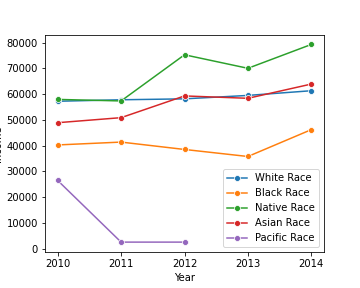 80000
70000
60000
50000
40000
30000
20000
10000
0
2010 2011 2012 2013 2014
Year
White Race
Black Race
Native Race
Asian Race
Pacific Race